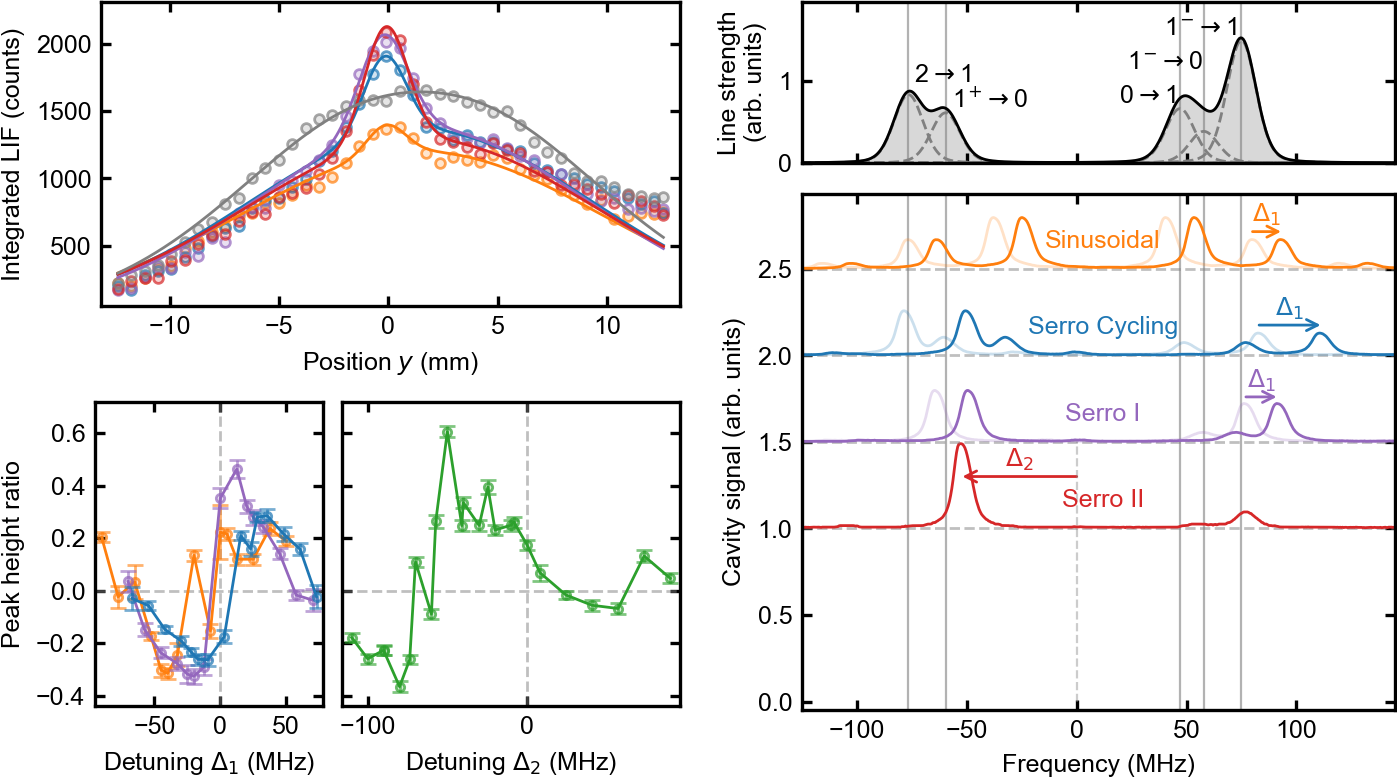 Integrated LIF (counts)
2000
1500
1000
500
−10
−5
0
5
10
Position y (mm)
Peak height ratio
0.6
0.4
0.2
0.0
−0.2
−0.4
−50
0
50
Detuning Δ₁ (MHz)
−100
0
Detuning Δ₂ (MHz)
Line strength
(arb. units)
1
0
2 → 1
1⁺ → 0
0 → 1
1⁻ → 0
1⁻ → 1
Cavity signal (arb. units)
2.5
2.0
1.5
1.0
0.5
0.0
Sinusoidal
Δ₁
Serro Cycling
Δ₁
Serro I
Δ₁
Δ₂
Serro II
−100
−50
0
50
100
Frequency (MHz)